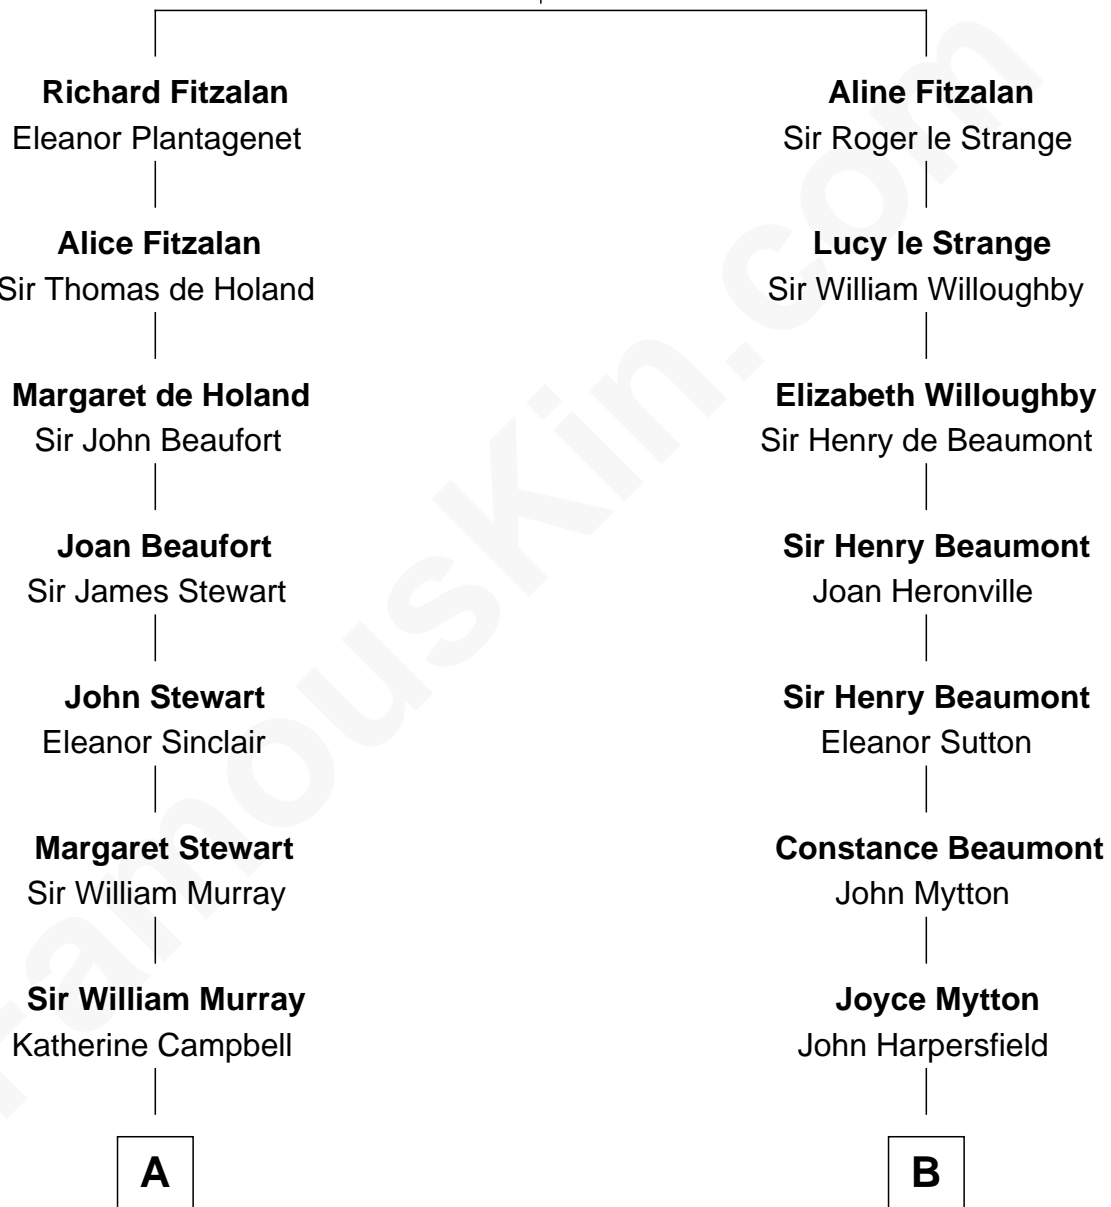 Richard Fitzalan
Eleanor Plantagenet
Aline Fitzalan
Sir Roger le Strange
Alice Fitzalan
Sir Thomas de Holand
Lucy le Strange
Sir William Willoughby
Margaret de Holand
Sir John Beaufort
Elizabeth Willoughby
Sir Henry de Beaumont
Joan Beaufort
Sir James Stewart
Sir Henry Beaumont
Joan Heronville
John Stewart
Eleanor Sinclair
Sir Henry Beaumont
Eleanor Sutton
Margaret Stewart
Sir William Murray
Constance Beaumont
John Mytton
Sir William Murray
Katherine Campbell
Joyce Mytton
John Harpersfield
A
B
FamousKin.com